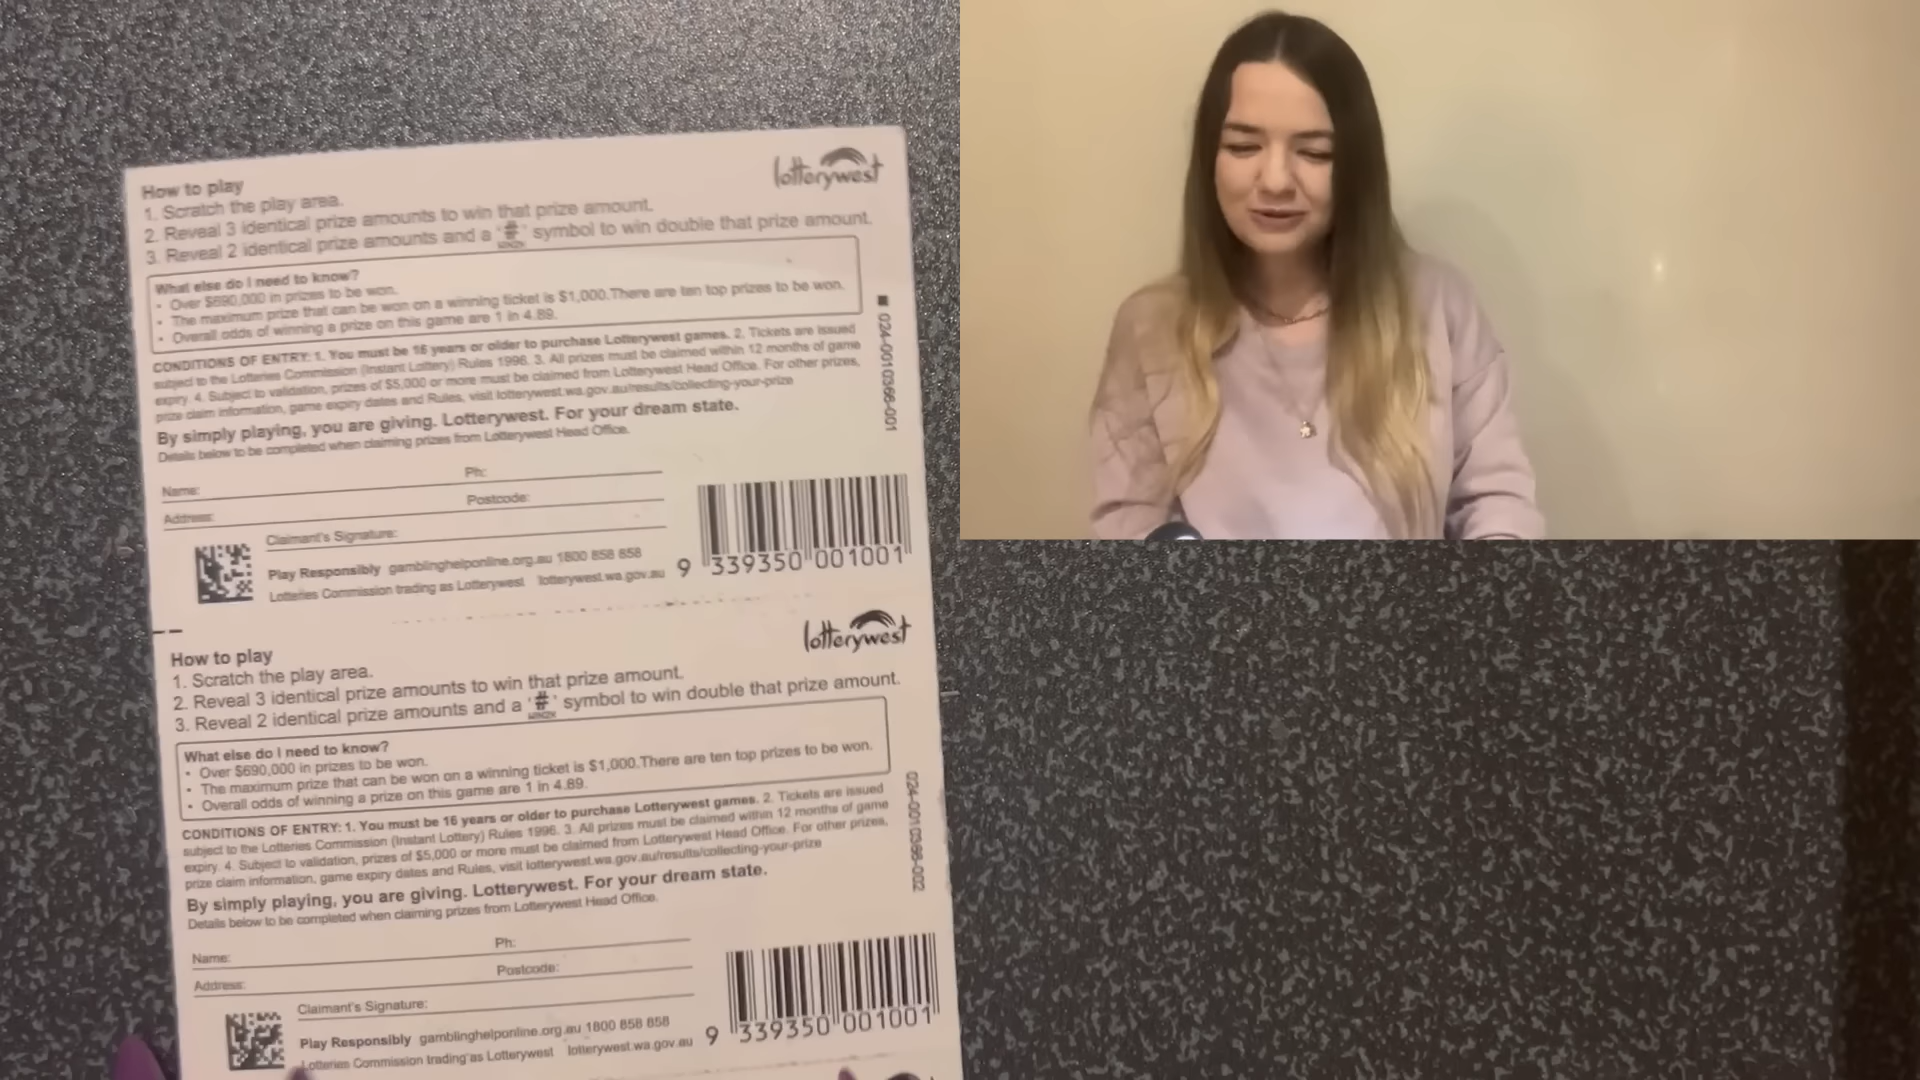 lotterywest
How to play
1. Scratch the play area.
2. Reveal 3 identical prize amounts to win that prize amount.
3. Reveal 2 identical prize amounts and a '#' symbol to win double that prize amount.
What else do I need to know?
• Over $690,000 in prizes to be won.
• The maximum prize that can be won on a winning ticket is $1,000.There are ten top prizes to be won.
• Overall odds of winning a prize on this game are 1 in 4.89.
CONDITIONS OF ENTRY: 1. You must be 16 years or older to purchase Lotterywest games. 2. Tickets are issued
subject to the Lotteries Commission (Instant Lottery) Rules 1996. 3. All prizes must be claimed within 12 months of game
expiry. 4. Subject to validation, prizes of $5,000 or more must be claimed from Lotterywest Head Office. For other prizes,
prize claim information, game expiry dates and Rules, visit lotterywest.wa.gov.au/results/collecting-your-prize
By simply playing, you are giving. Lotterywest. For your dream state.
Details below to be completed when claiming prizes from Lotterywest Head Office.
024-0010366-001
Name: Ph:
Address: Postcode:
Claimant's Signature:
Play Responsibly gamblinghelponline.org.au 1800 858 858
Lotteries Commission trading as Lotterywest lotterywest.wa.gov.au
9 339350 001001
lotterywest
How to play
1. Scratch the play area.
2. Reveal 3 identical prize amounts to win that prize amount.
3. Reveal 2 identical prize amounts and a '#' symbol to win double that prize amount.
What else do I need to know?
• Over $690,000 in prizes to be won.
• The maximum prize that can be won on a winning ticket is $1,000.There are ten top prizes to be won.
• Overall odds of winning a prize on this game are 1 in 4.89.
CONDITIONS OF ENTRY: 1. You must be 16 years or older to purchase Lotterywest games. 2. Tickets are issued
subject to the Lotteries Commission (Instant Lottery) Rules 1996. 3. All prizes must be claimed within 12 months of game
expiry. 4. Subject to validation, prizes of $5,000 or more must be claimed from Lotterywest Head Office. For other prizes,
prize claim information, game expiry dates and Rules, visit lotterywest.wa.gov.au/results/collecting-your-prize
By simply playing, you are giving. Lotterywest. For your dream state.
Details below to be completed when claiming prizes from Lotterywest Head Office.
024-0010366-002
Name: Ph:
Address: Postcode:
Claimant's Signature:
Play Responsibly gamblinghelponline.org.au 1800 858 858
Lotteries Commission trading as Lotterywest lotterywest.wa.gov.au
9 339350 001001